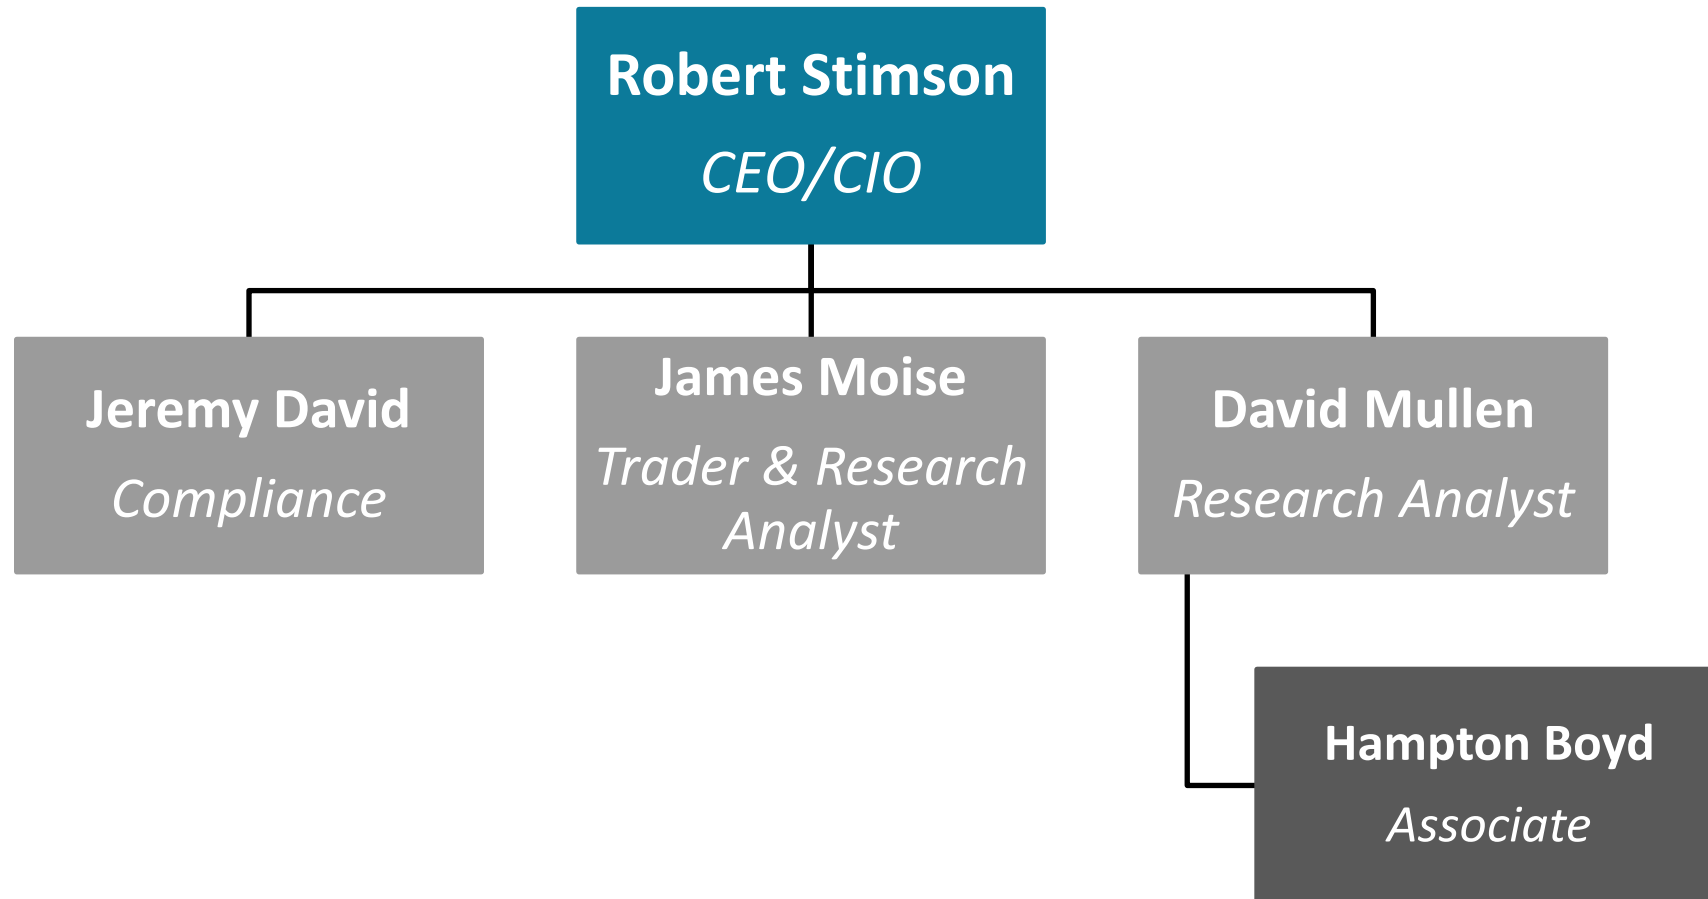 Robert Stimson
CEO/CIO
Jeremy David
Compliance
James Moise
Trader & Research
Analyst
David Mullen
Research Analyst
Hampton Boyd
Associate